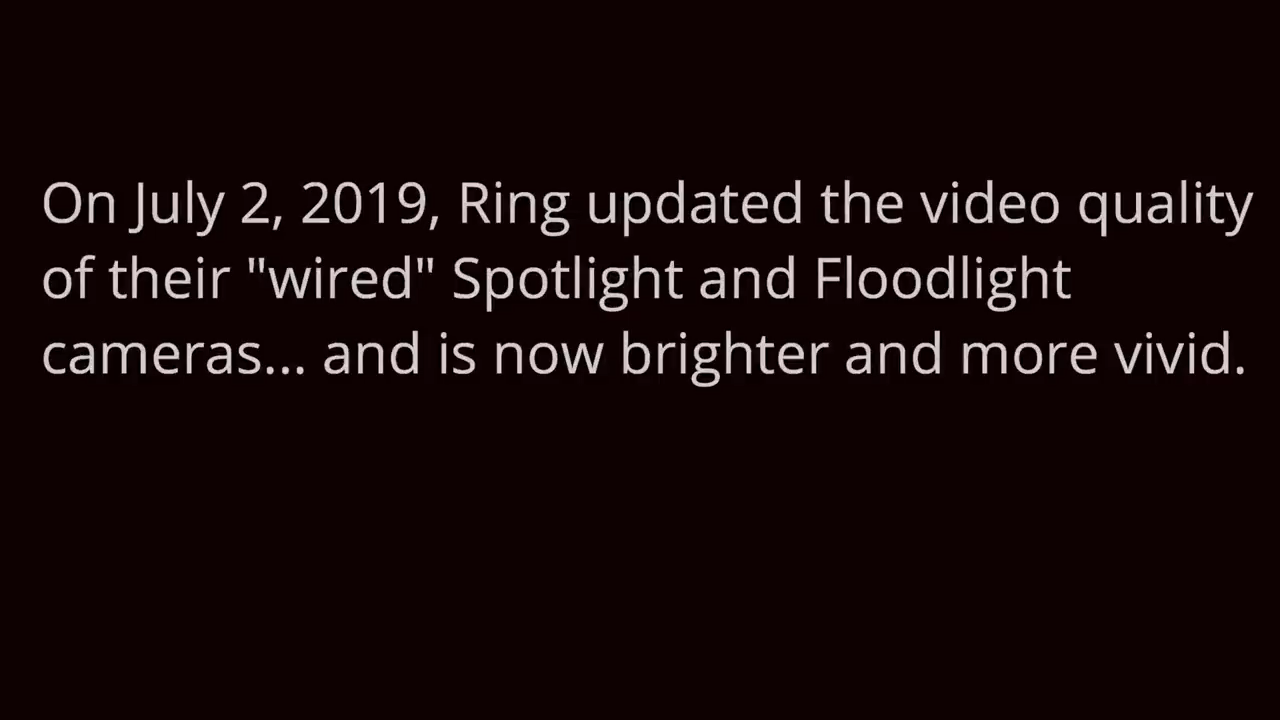 On July 2, 2019, Ring updated the video quality
of their "wired" Spotlight and Floodlight
cameras... and is now brighter and more vivid.